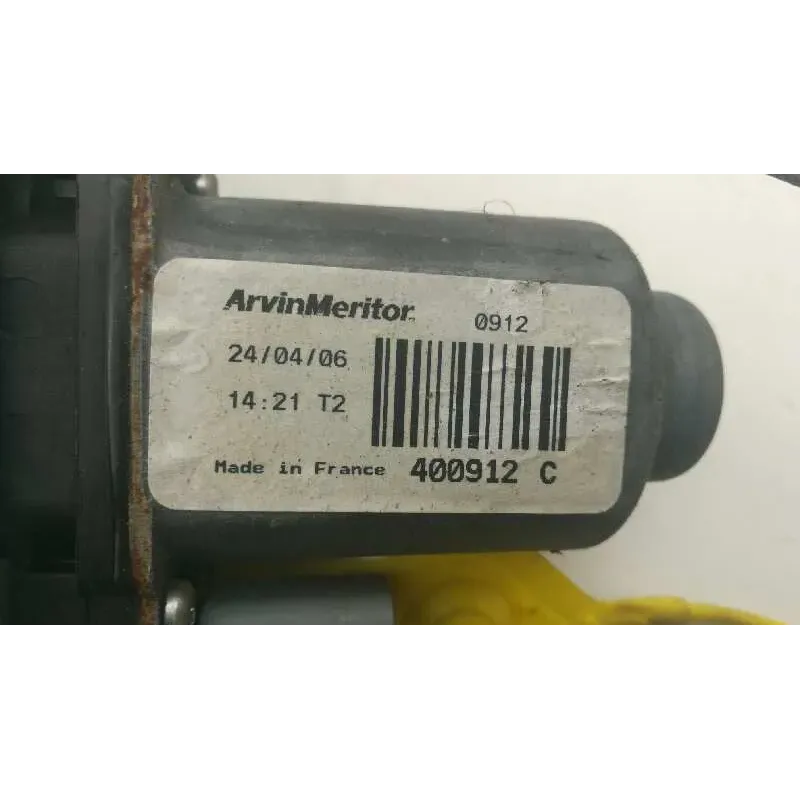 ArvinMeritor 0912
24/04/06
14:21 T2
Made in France 400912 C